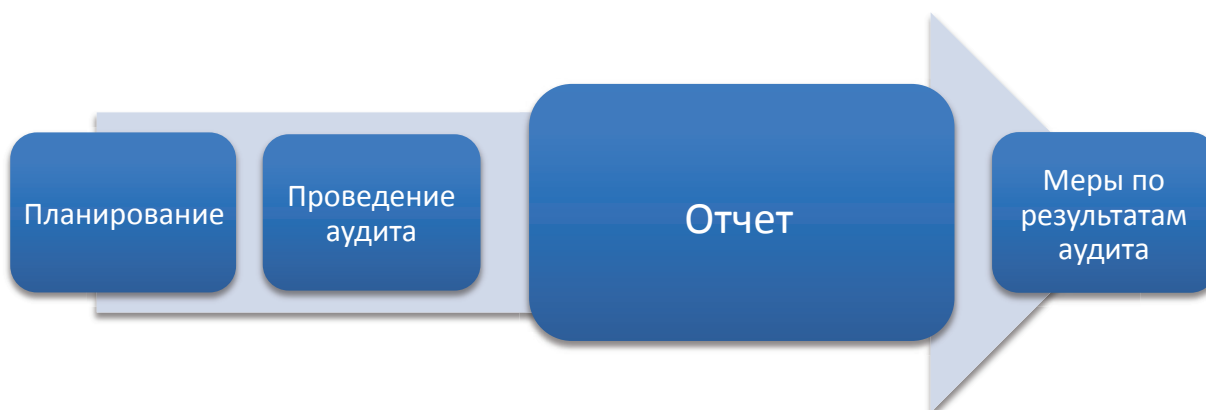 Планирование
Проведение
аудита
Отчет
Меры по
результатам
аудита